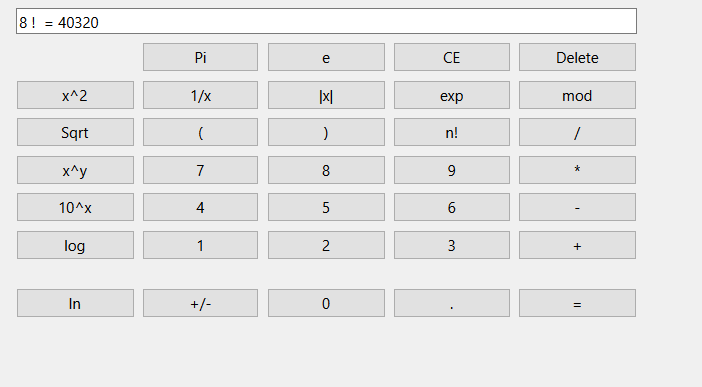 8 ! = 40320
Pi e CE Delete
x^2 1/x |x| exp mod
Sqrt ( ) n! /
x^y 7 8 9 *
10^x 4 5 6 -
log 1 2 3 +
ln +/- 0 . =